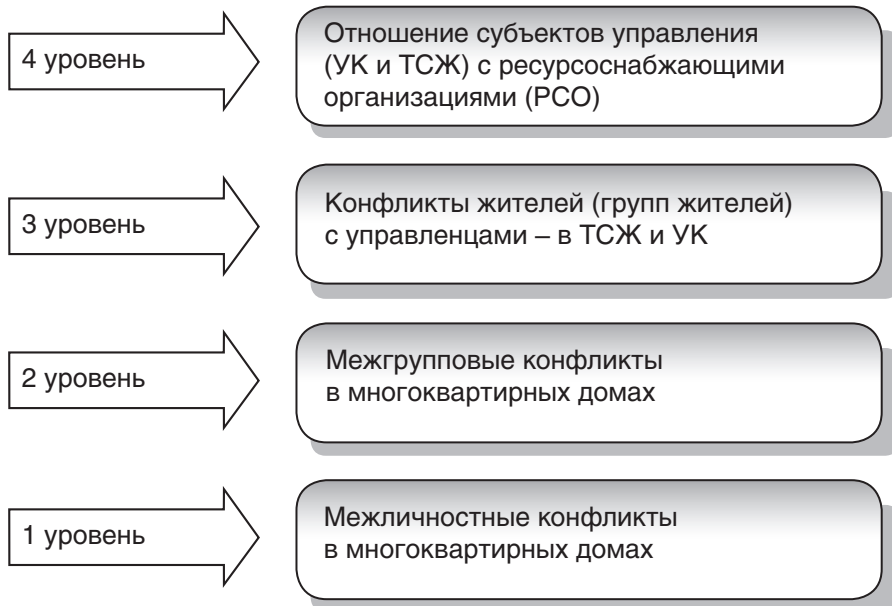 4 уровень
Отношение субъектов управления
(УК и ТСЖ) с ресурсоснабжающими
организациями (РСО)
3 уровень
Конфликты жителей (групп жителей)
с управленцами – в ТСЖ и УК
2 уровень
Межгрупповые конфликты
в многоквартирных домах
1 уровень
Межличностные конфликты
в многоквартирных домах